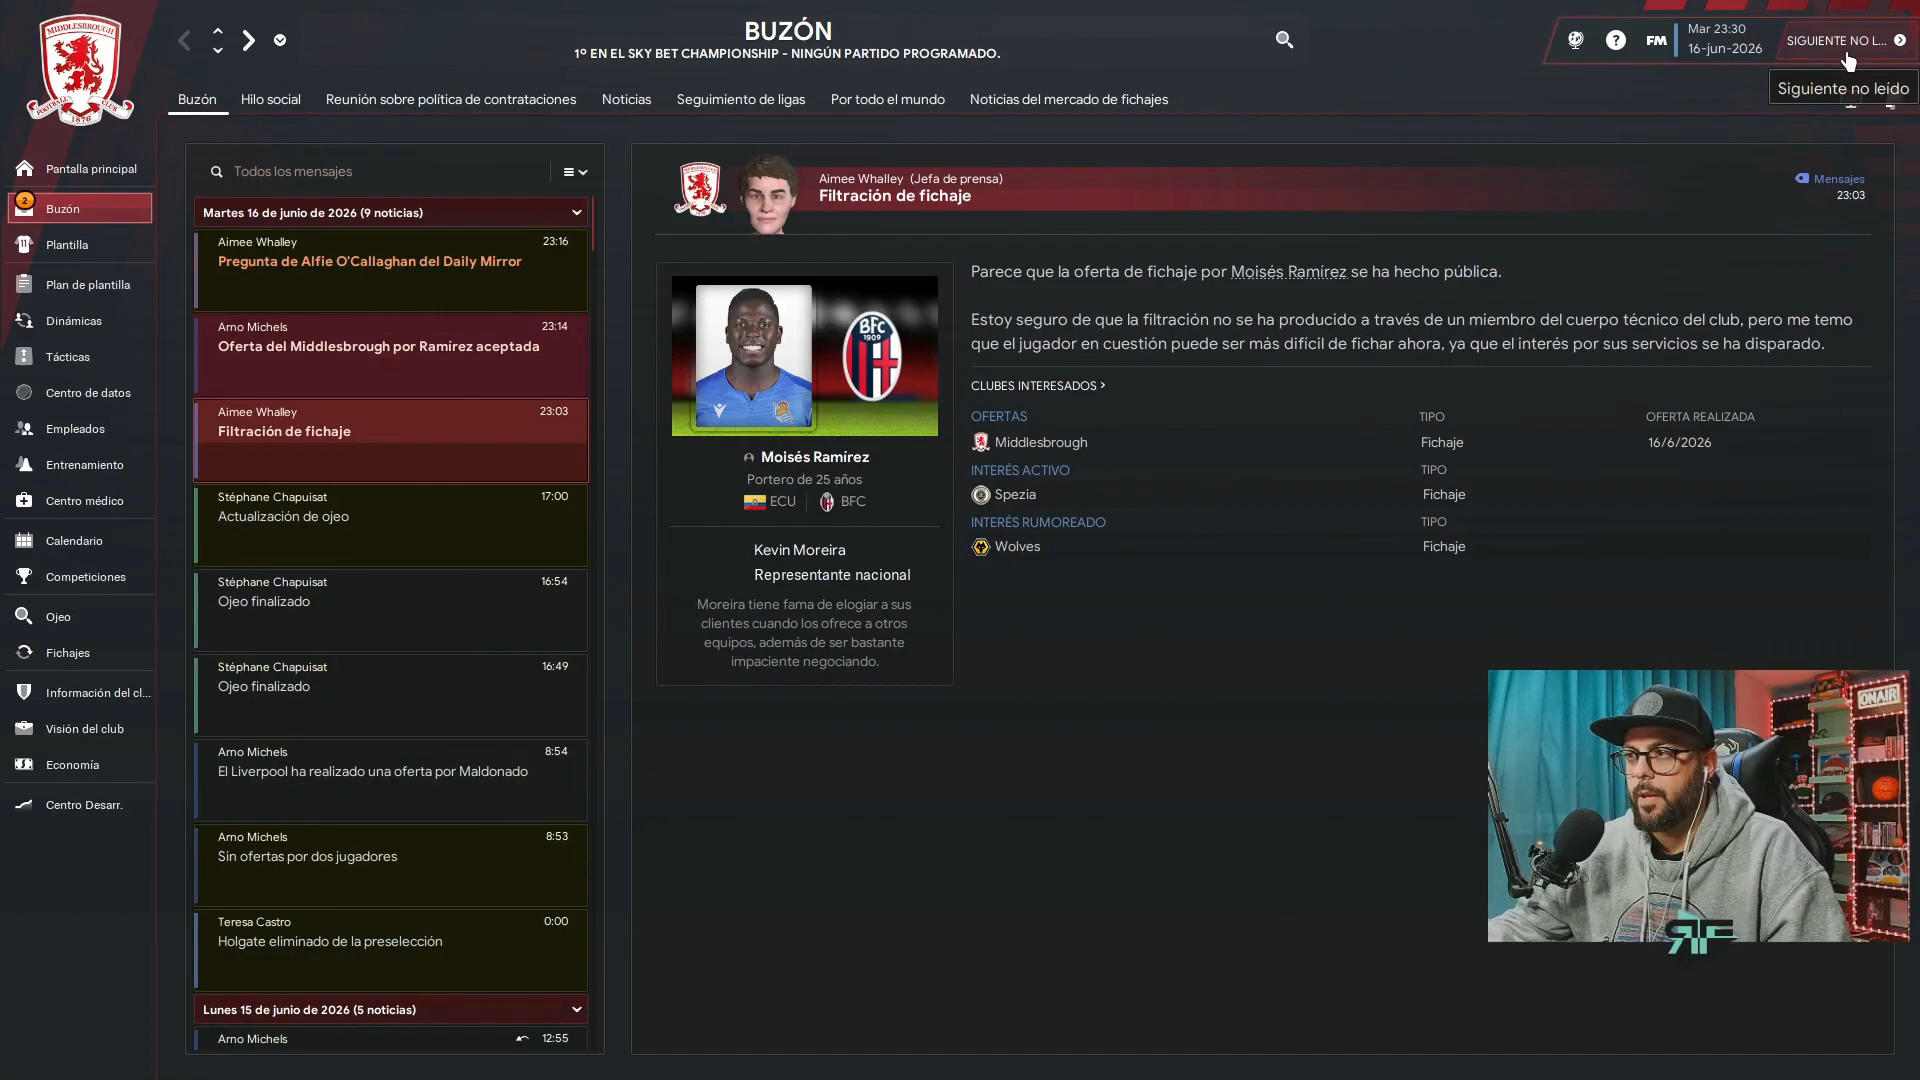 MIDDLESBROUGH
FOOTBALL CLUB
1876
BUZÓN
1º EN EL SKY BET CHAMPIONSHIP - NINGÚN PARTIDO PROGRAMADO.
?
FM
Mar 23:30
16-jun-2026
SIGUIENTE NO L...
Siguiente no leído
Buzón
Hilo social
Reunión sobre política de contrataciones
Noticias
Seguimiento de ligas
Por todo el mundo
Noticias del mercado de fichajes
Pantalla principal
2
Buzón
11
Plantilla
Plan de plantilla
Dinámicas
Tácticas
Centro de datos
Empleados
Entrenamiento
Centro médico
Calendario
Competiciones
Ojeo
Fichajes
Información del cl...
Visión del club
Economía
Centro Desarr.
Todos los mensajes
Martes 16 de junio de 2026 (9 noticias)
Aimee Whalley 23:16
Pregunta de Alfie O'Callaghan del Daily Mirror
Arno Michels 23:14
Oferta del Middlesbrough por Ramírez aceptada
Aimee Whalley 23:03
Filtración de fichaje
Stéphane Chapuisat 17:00
Actualización de ojeo
Stéphane Chapuisat 16:54
Ojeo finalizado
Stéphane Chapuisat 16:49
Ojeo finalizado
Arno Michels 8:54
El Liverpool ha realizado una oferta por Maldonado
Arno Michels 8:53
Sin ofertas por dos jugadores
Teresa Castro 0:00
Holgate eliminado de la preselección
Lunes 15 de junio de 2026 (5 noticias)
Arno Michels 12:55
Aimee Whalley (Jefa de prensa)
Filtración de fichaje
Mensajes
23:03
BFC
1909
Moisés Ramírez
Portero de 25 años
ECU BFC
Kevin Moreira
Representante nacional
Moreira tiene fama de elogiar a sus
clientes cuando los ofrece a otros
equipos, además de ser bastante
impaciente negociando.
Parece que la oferta de fichaje por Moisés Ramírez se ha hecho pública.
Estoy seguro de que la filtración no se ha producido a través de un miembro del cuerpo técnico del club, pero me temo
que el jugador en cuestión puede ser más difícil de fichar ahora, ya que el interés por sus servicios se ha disparado.
CLUBES INTERESADOS >
OFERTAS TIPO OFERTA REALIZADA
Middlesbrough Fichaje 16/6/2026
INTERÉS ACTIVO TIPO
Spezia Fichaje
INTERÉS RUMOREADO TIPO
Wolves Fichaje
ON AIR